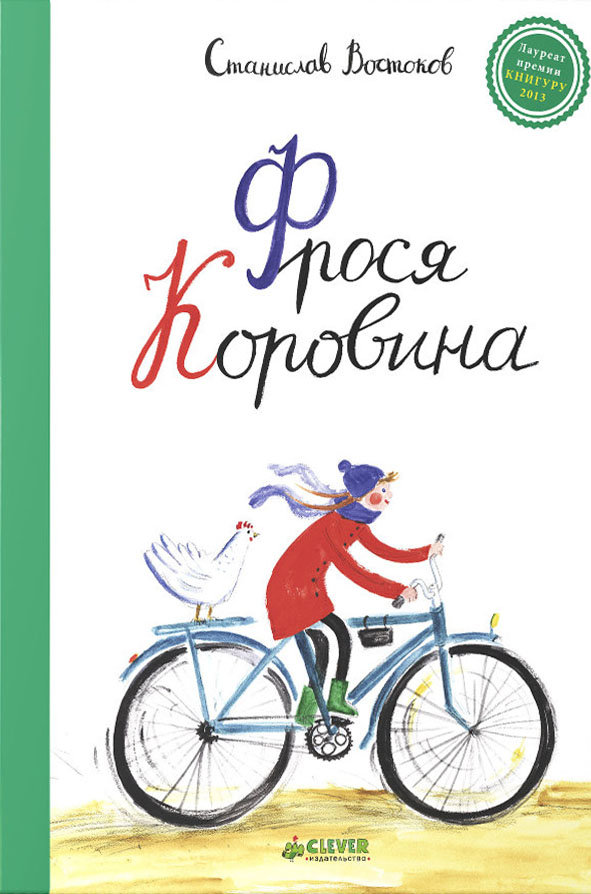 Станислав Востоков
Лауреат
премии
КНИГУРУ
2013
Фрося
Коровина
CLEVER
издательство